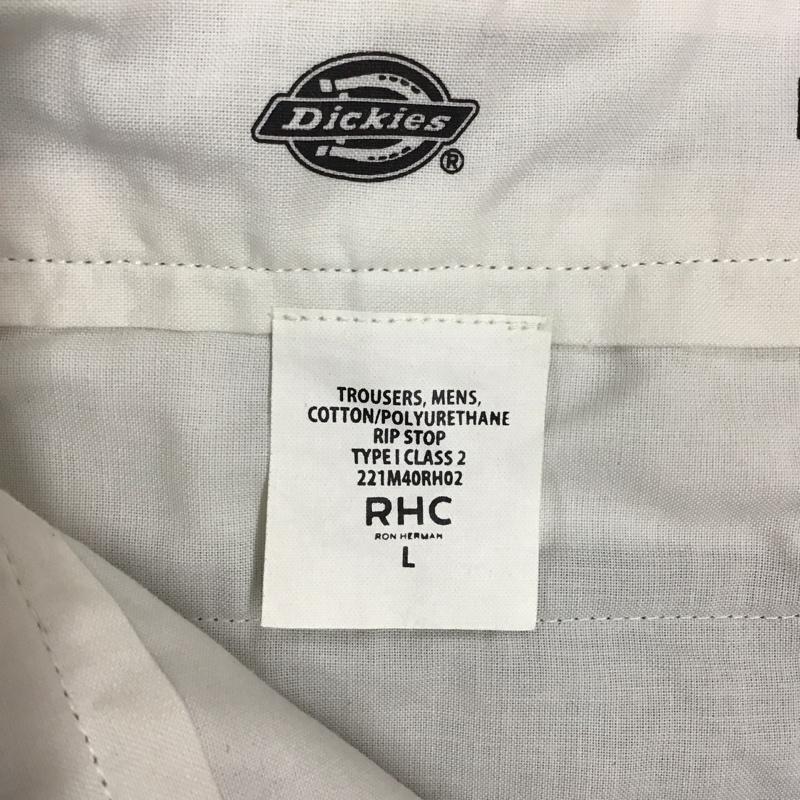 Dickies
®
TROUSERS, MENS,
COTTON/POLYURETHANE
RIP STOP
TYPE I CLASS 2
221M40RH02
RHC
RON HERMAN
L